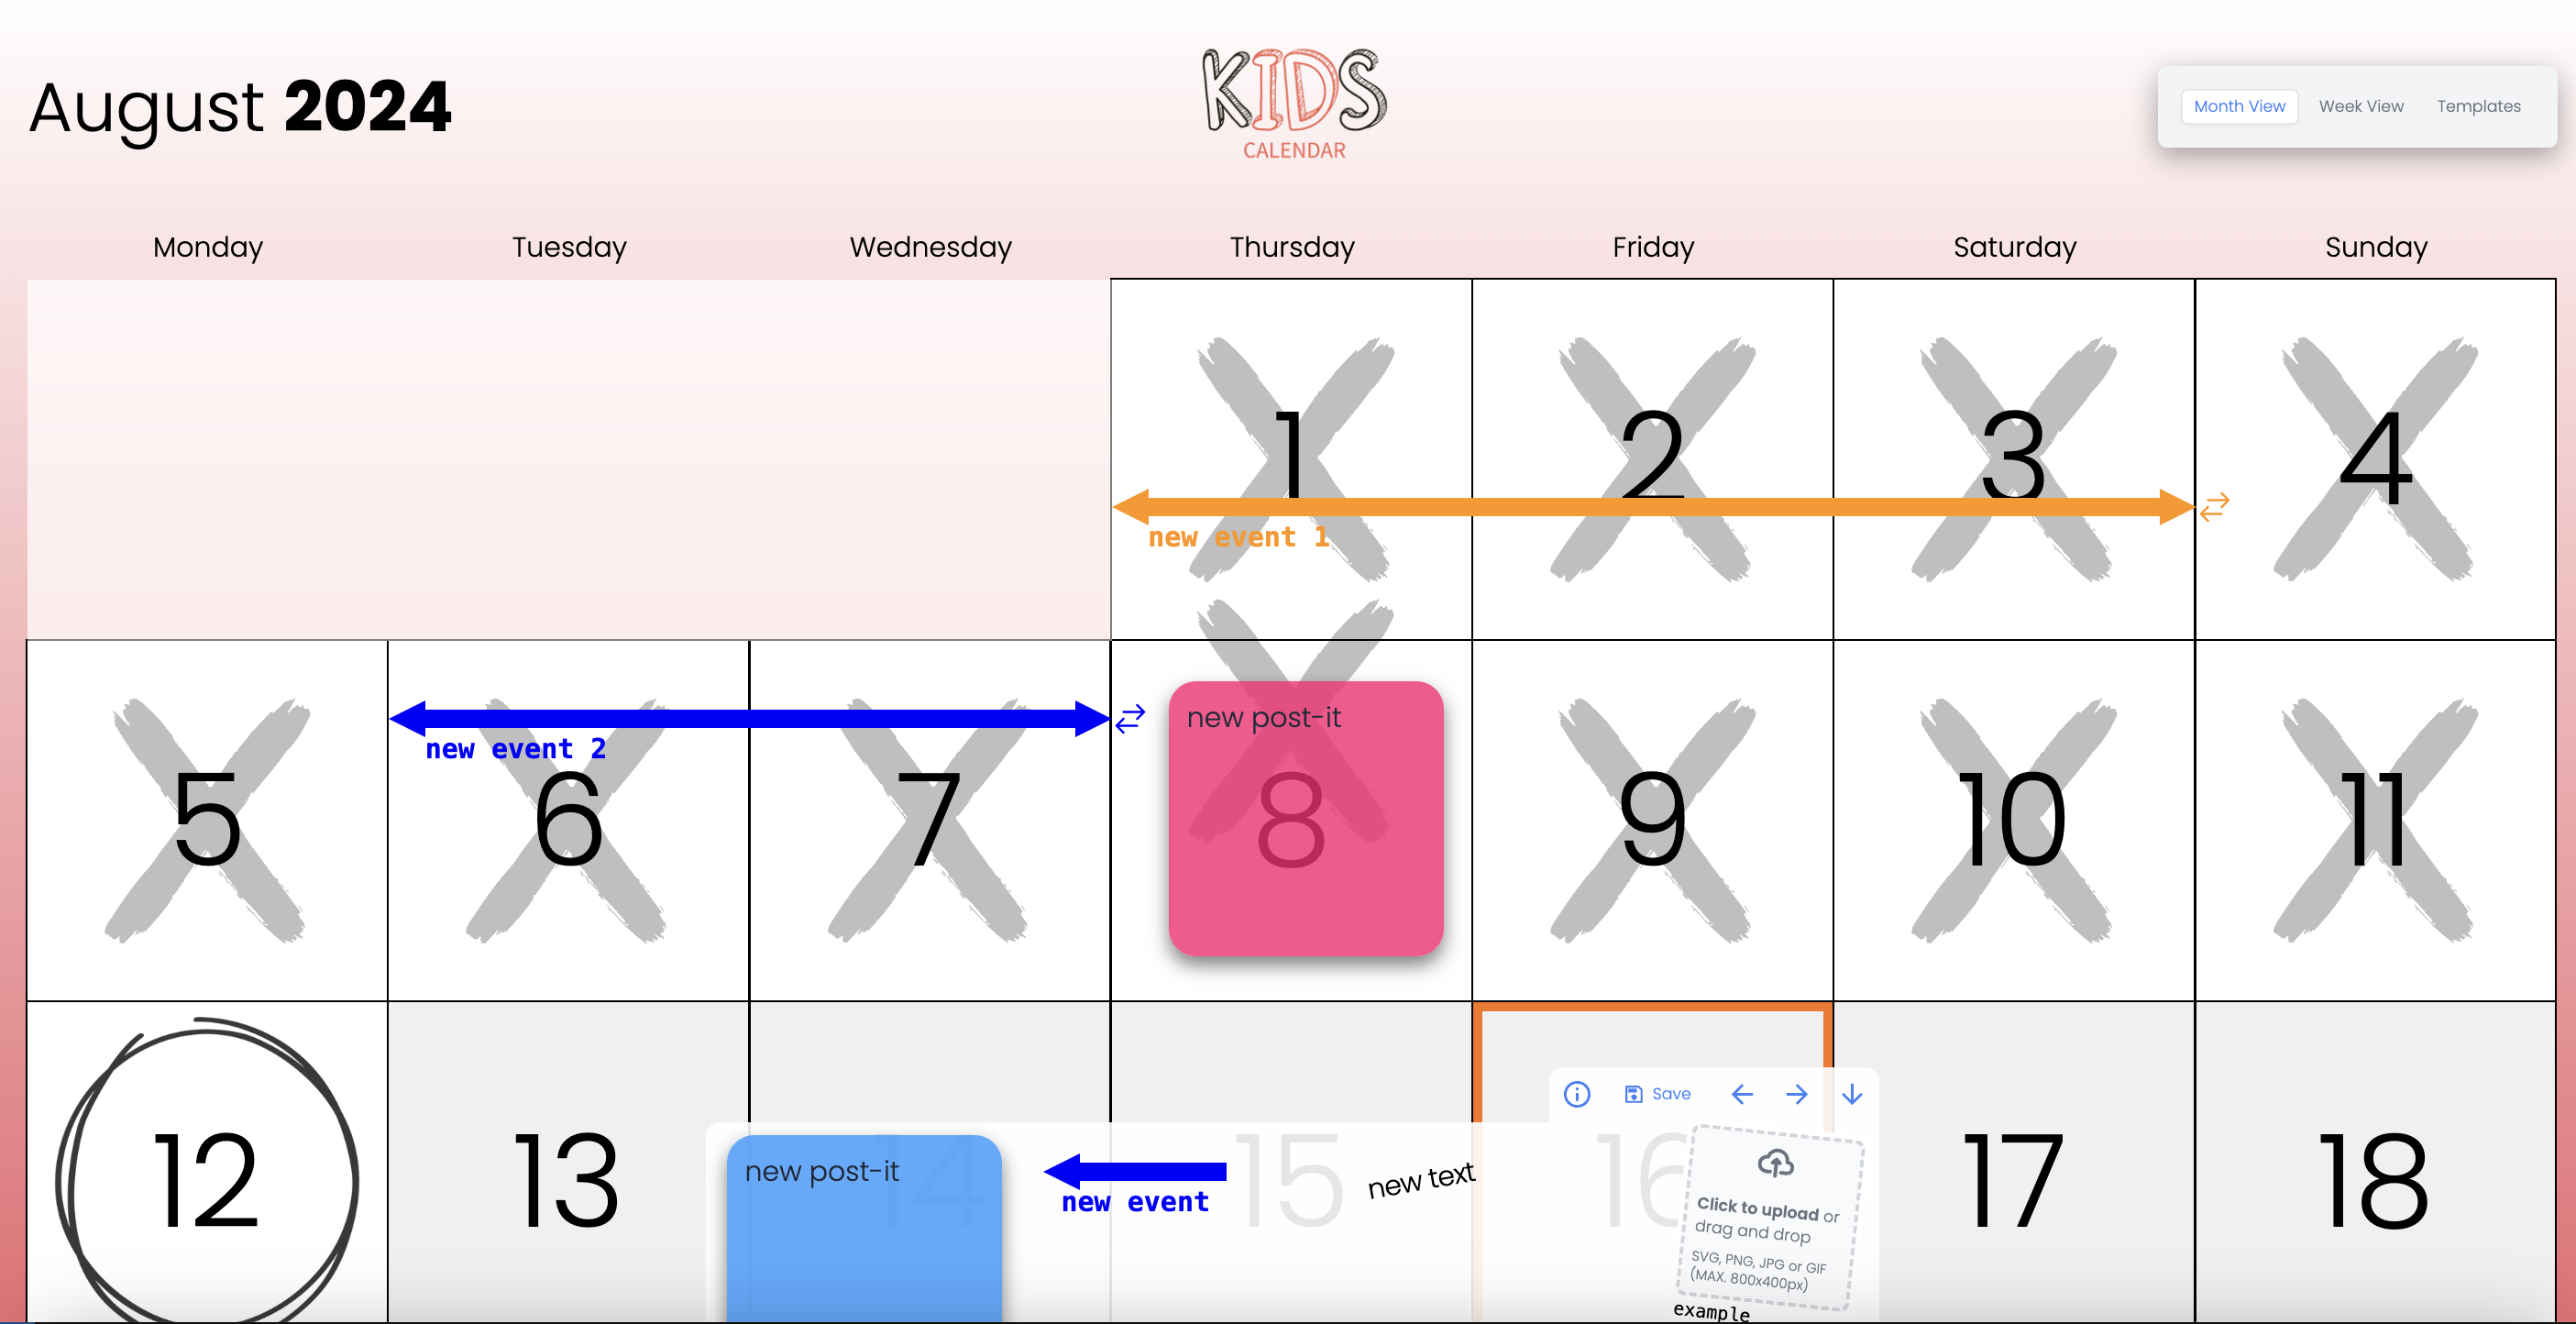 August 2024
KIDS
CALENDAR
Month View Week View Templates
Monday Tuesday Wednesday Thursday Friday Saturday Sunday
1 2 3 4
new event 1
new event 2
new post-it
5 6 7 8 9 10 11
12 13 14 15 16 17 18
Save
new post-it
new event
new text
Click to upload or
drag and drop
SVG, PNG, JPG or GIF
(MAX. 800x400px)
example